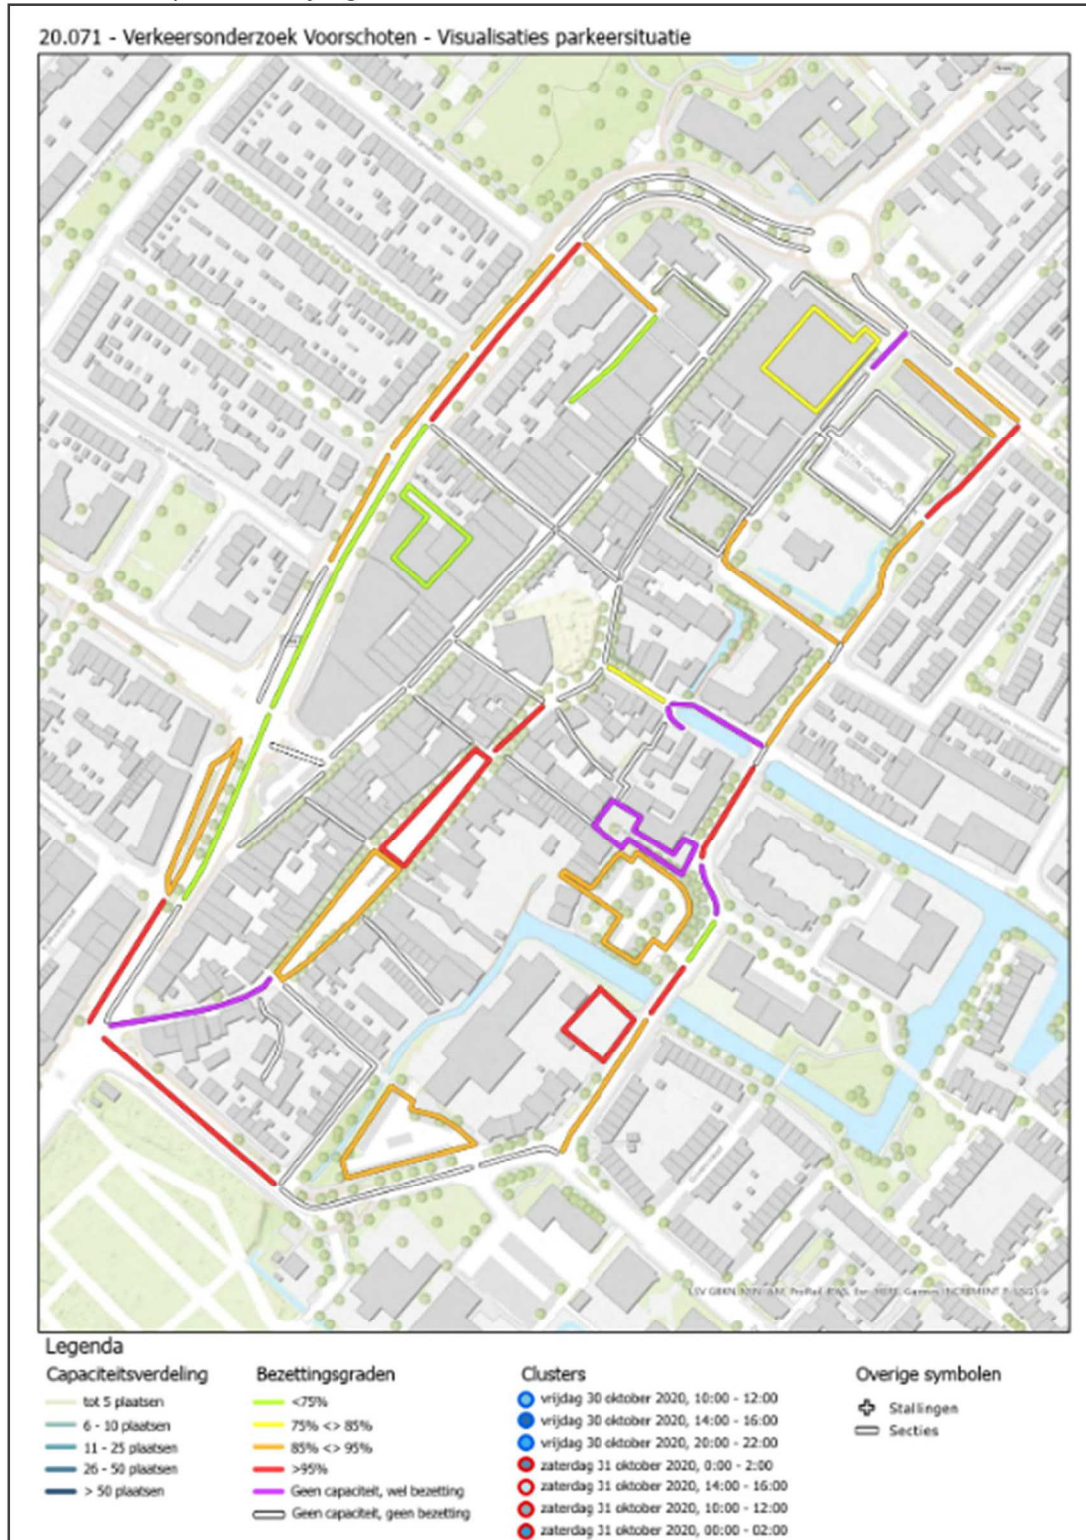 20.071 - Verkeersonderzoek Voorschoten - Visualisaties parkeersituatie
Legenda
Capaciteitsverdeling
tot 5 plaatsen
6 - 10 plaatsen
11 - 25 plaatsen
26 - 50 plaatsen
> 50 plaatsen
Bezettingsgraden
<75%
75% <> 85%
85% <> 95%
>95%
Geen capaciteit, wel bezetting
Geen capaciteit, geen bezetting
Clusters
vrijdag 30 oktober 2020, 10:00 - 12:00
vrijdag 30 oktober 2020, 14:00 - 16:00
vrijdag 30 oktober 2020, 20:00 - 22:00
zaterdag 31 oktober 2020, 0:00 - 2:00
zaterdag 31 oktober 2020, 14:00 - 16:00
zaterdag 31 oktober 2020, 10:00 - 12:00
zaterdag 31 oktober 2020, 00:00 - 02:00
Overige symbolen
Stallingen
Secties